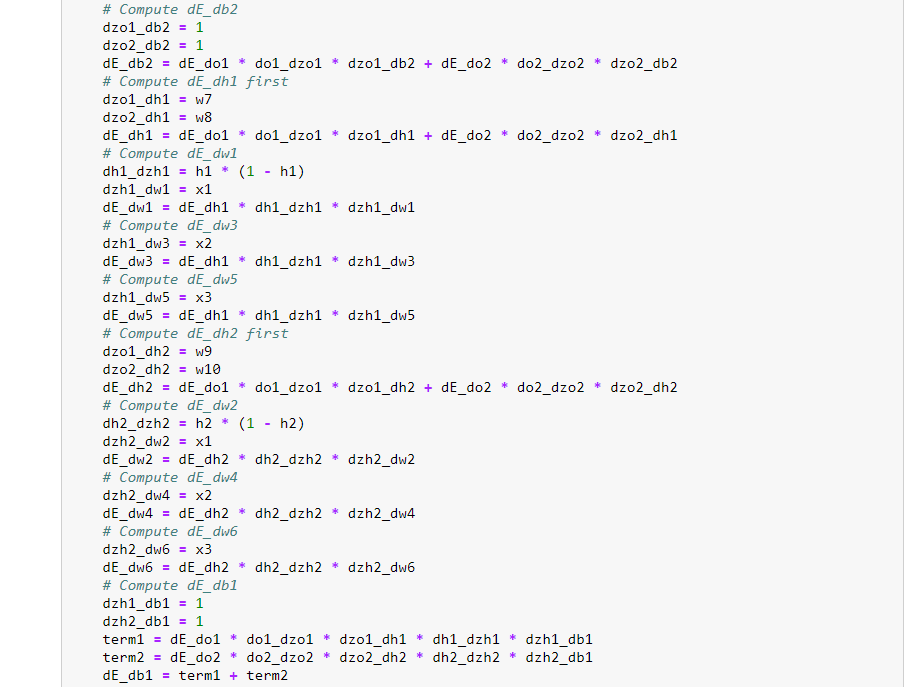 # Compute dE_db2
dzo1_db2 = 1
dzo2_db2 = 1
dE_db2 = dE_do1 * do1_dzo1 * dzo1_db2 + dE_do2 * do2_dzo2 * dzo2_db2
# Compute dE_dh1 first
dzo1_dh1 = w7
dzo2_dh1 = w8
dE_dh1 = dE_do1 * do1_dzo1 * dzo1_dh1 + dE_do2 * do2_dzo2 * dzo2_dh1
# Compute dE_dw1
dh1_dzh1 = h1 * (1 - h1)
dzh1_dw1 = x1
dE_dw1 = dE_dh1 * dh1_dzh1 * dzh1_dw1
# Compute dE_dw3
dzh1_dw3 = x2
dE_dw3 = dE_dh1 * dh1_dzh1 * dzh1_dw3
# Compute dE_dw5
dzh1_dw5 = x3
dE_dw5 = dE_dh1 * dh1_dzh1 * dzh1_dw5
# Compute dE_dh2 first
dzo1_dh2 = w9
dzo2_dh2 = w10
dE_dh2 = dE_do1 * do1_dzo1 * dzo1_dh2 + dE_do2 * do2_dzo2 * dzo2_dh2
# Compute dE_dw2
dh2_dzh2 = h2 * (1 - h2)
dzh2_dw2 = x1
dE_dw2 = dE_dh2 * dh2_dzh2 * dzh2_dw2
# Compute dE_dw4
dzh2_dw4 = x2
dE_dw4 = dE_dh2 * dh2_dzh2 * dzh2_dw4
# Compute dE_dw6
dzh2_dw6 = x3
dE_dw6 = dE_dh2 * dh2_dzh2 * dzh2_dw6
# Compute dE_db1
dzh1_db1 = 1
dzh2_db1 = 1
term1 = dE_do1 * do1_dzo1 * dzo1_dh1 * dh1_dzh1 * dzh1_db1
term2 = dE_do2 * do2_dzo2 * dzo2_dh2 * dh2_dzh2 * dzh2_db1
dE_db1 = term1 + term2